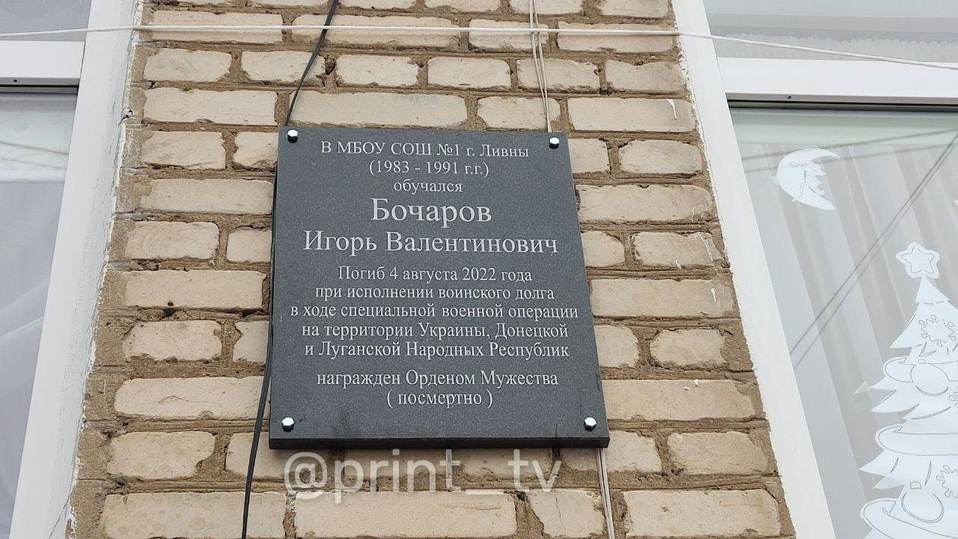 В МБОУ СОШ №1 г. Ливны
(1983 - 1991 г.г.)
обучался
Бочаров
Игорь Валентинович
Погиб 4 августа 2022 года
при исполнении воинского долга
в ходе специальной военной операции
на территории Украины, Донецкой
и Луганской Народных Республик
награжден Орденом Мужества
( посмертно )
@print__tv